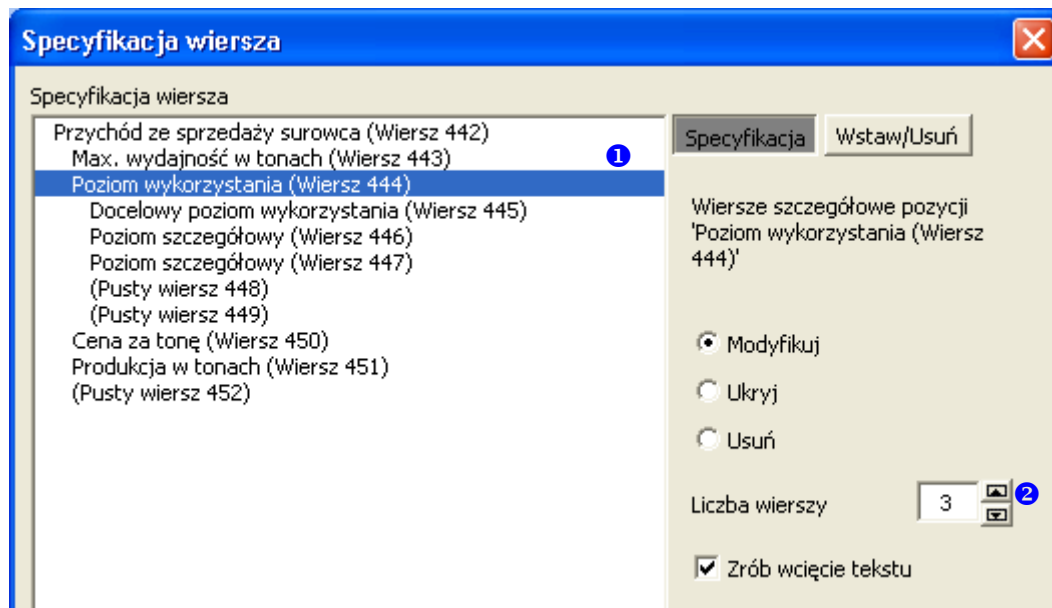 Specyfikacja wiersza
Specyfikacja wiersza
Przychód ze sprzedaży surowca (Wiersz 442)
Max. wydajność w tonach (Wiersz 443)
❶
Poziom wykorzystania (Wiersz 444)
Docelowy poziom wykorzystania (Wiersz 445)
Poziom szczegółowy (Wiersz 446)
Poziom szczegółowy (Wiersz 447)
(Pusty wiersz 448)
(Pusty wiersz 449)
Cena za tonę (Wiersz 450)
Produkcja w tonach (Wiersz 451)
(Pusty wiersz 452)
Specyfikacja
Wstaw/Usuń
Wiersze szczegółowe pozycji
'Poziom wykorzystania (Wiersz
444)'
Modyfikuj
Ukryj
Usuń
Liczba wierszy 3 ❷
Zrób wcięcie tekstu